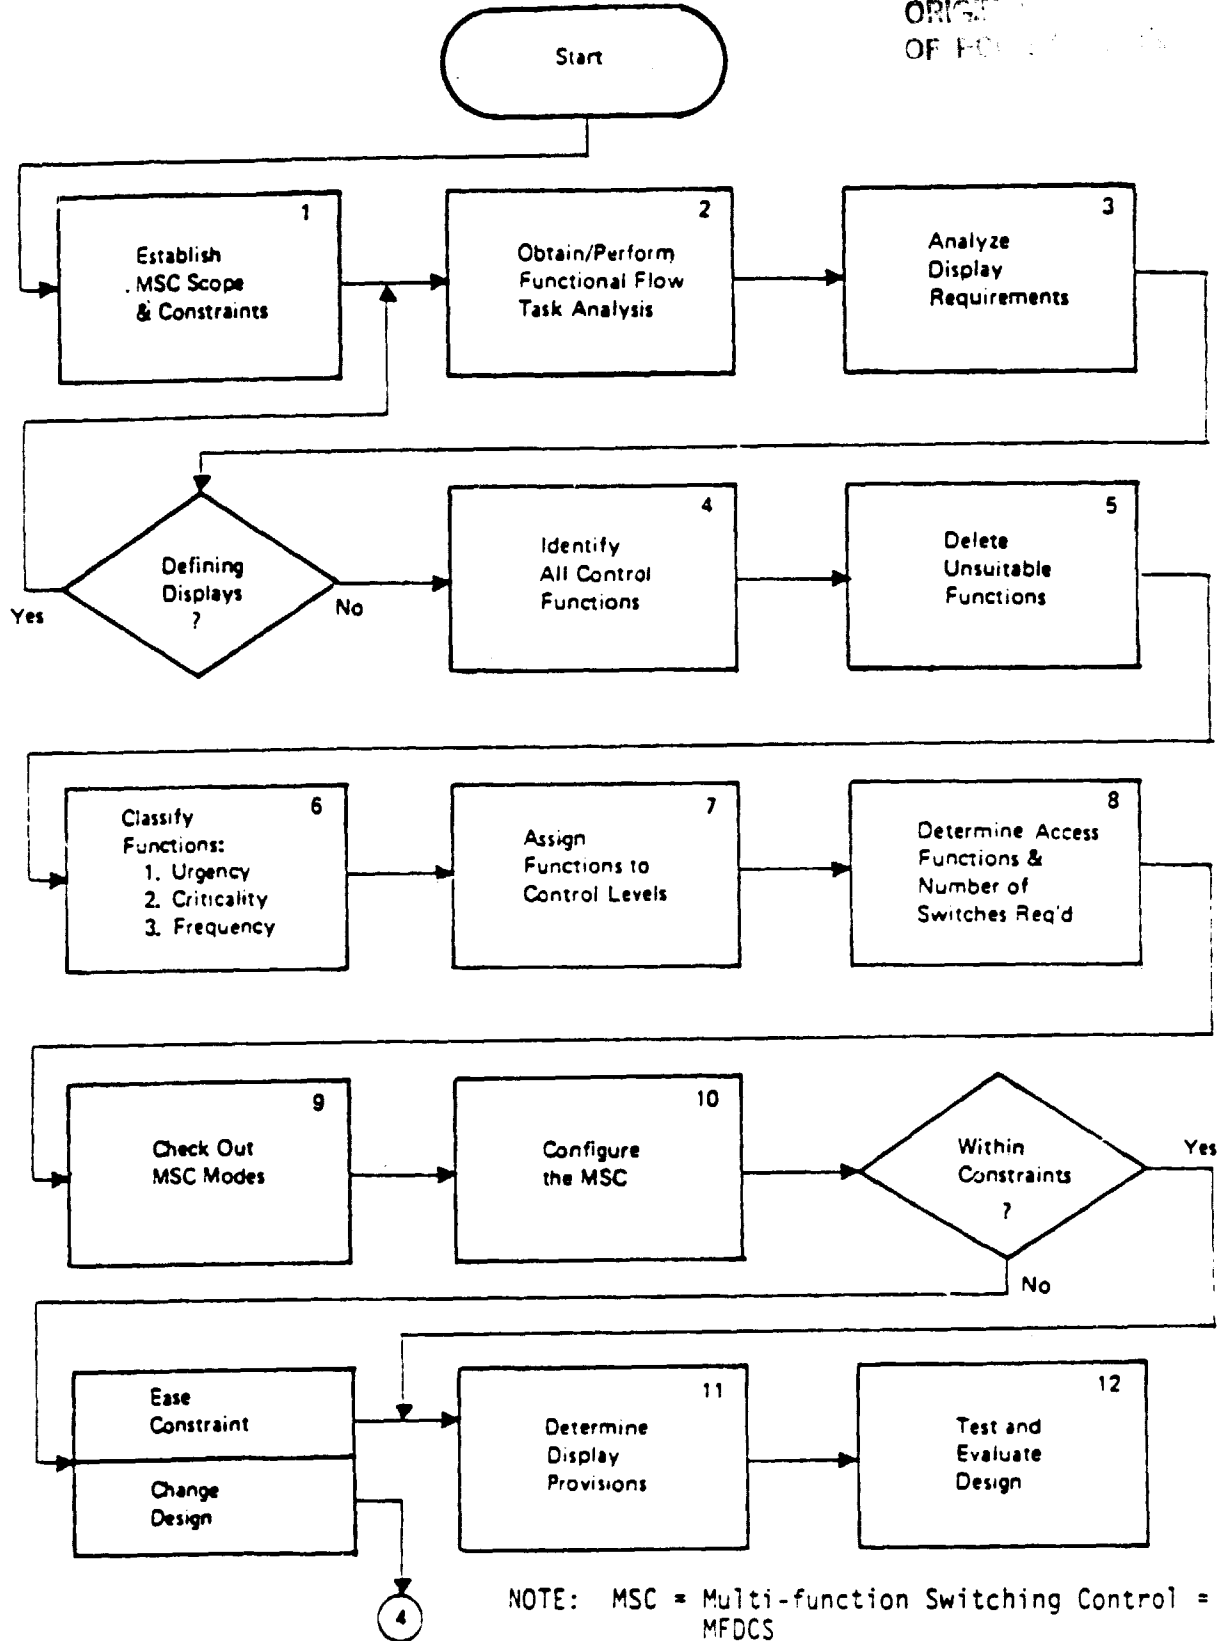 OF
Start
1
Establish
MSC Scope
& Constraints
2
Obtain/Perform
Functional Flow
Task Analysis
3
Analyze
Display
Requirements
Defining
Displays
?
Yes
No
4
Identify
All Control
Functions
5
Delete
Unsuitable
Functions
6
Classify
Functions:
1. Urgency
2. Criticality
3. Frequency
7
Assign
Functions to
Control Levels
8
Determine Access
Functions &
Number of
Switches Req'd
9
Check Out
MSC Modes
10
Configure
the MSC
Within
Constraints
?
Yes
No
Ease
Constraint
Change
Design
11
Determine
Display
Provisions
12
Test and
Evaluate
Design
4
NOTE: MSC = Multi-function Switching Control =
MFDCS